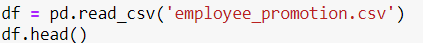 df = pd.read_csv('employee_promotion.csv')
df.head()